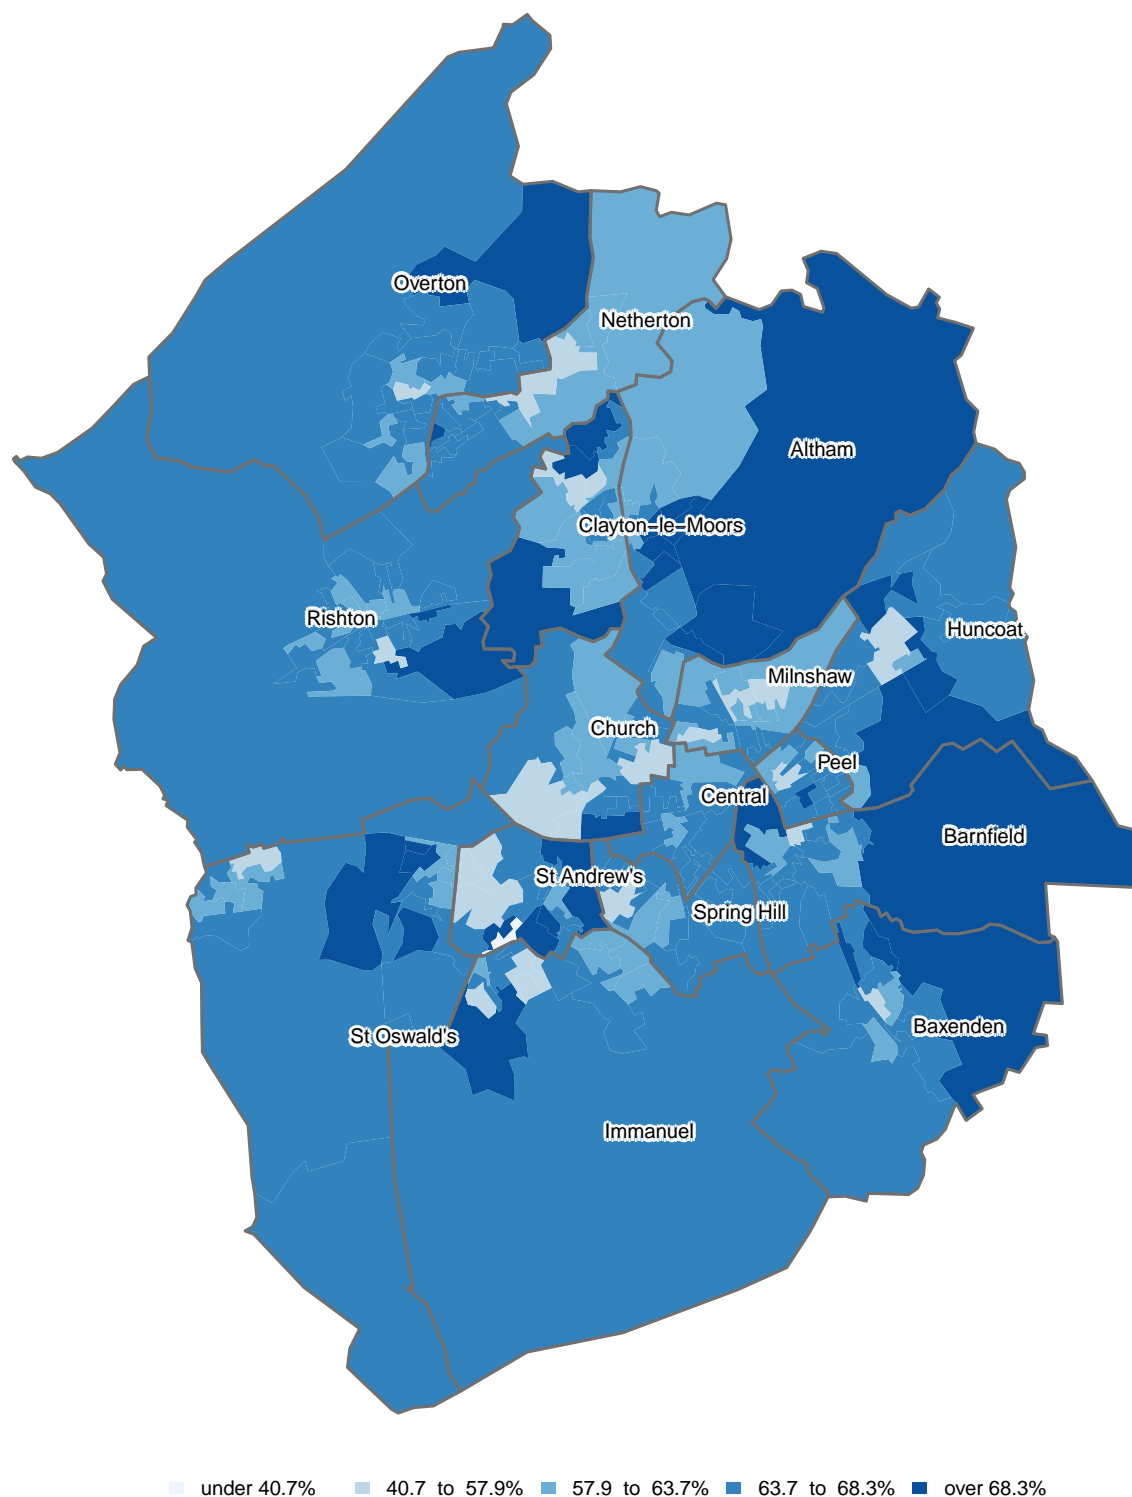 Overton
Netherton
Altham
Clayton–le–Moors
Rishton
Huncoat
Milnshaw
Church
Peel
Central
Barnfield
St Andrew's
Spring Hill
Baxenden
St Oswald's
Immanuel
under 40.7% 40.7 to 57.9% 57.9 to 63.7% 63.7 to 68.3% over 68.3%